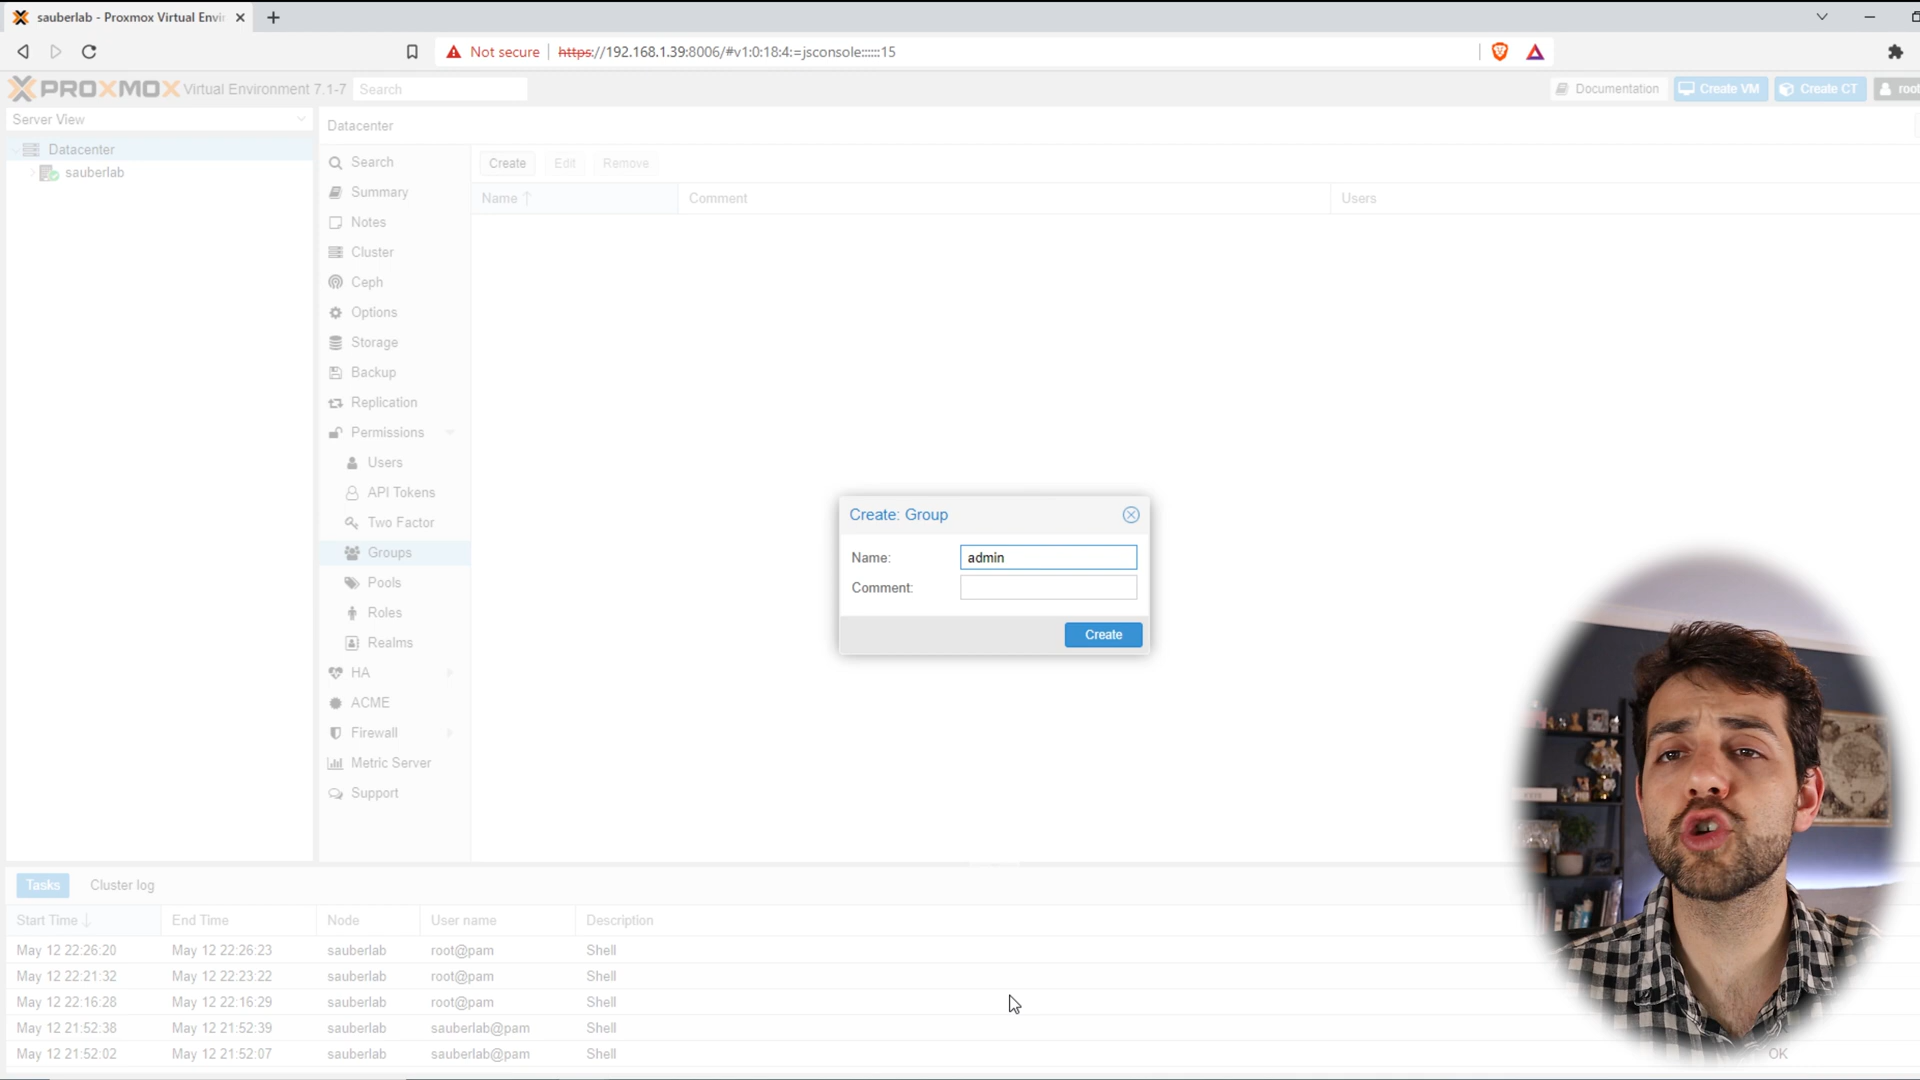 sauberlab - Proxmox Virtual Envir
Not secure
https://192.168.1.39:8006/#v1:0:18:4:=jsconsole::::::15
PROXMOX Virtual Environment 7.1-7
Search
Documentation
Create VM
Create CT
root
Server View
Datacenter
sauberlab
Datacenter
Search
Summary
Notes
Cluster
Ceph
Options
Storage
Backup
Replication
Permissions
Users
API Tokens
Two Factor
Groups
Pools
Roles
Realms
HA
ACME
Firewall
Metric Server
Support
Create Edit Remove
Name Comment Users
Create: Group
Name: admin
Comment:
Create
Tasks Cluster log
Start Time End Time Node User name Description
May 12 22:26:20 May 12 22:26:23 sauberlab root@pam Shell
May 12 22:21:32 May 12 22:23:22 sauberlab root@pam Shell
May 12 22:16:28 May 12 22:16:29 sauberlab root@pam Shell
May 12 21:52:38 May 12 21:52:39 sauberlab sauberlab@pam Shell
May 12 21:52:02 May 12 21:52:07 sauberlab sauberlab@pam Shell OK